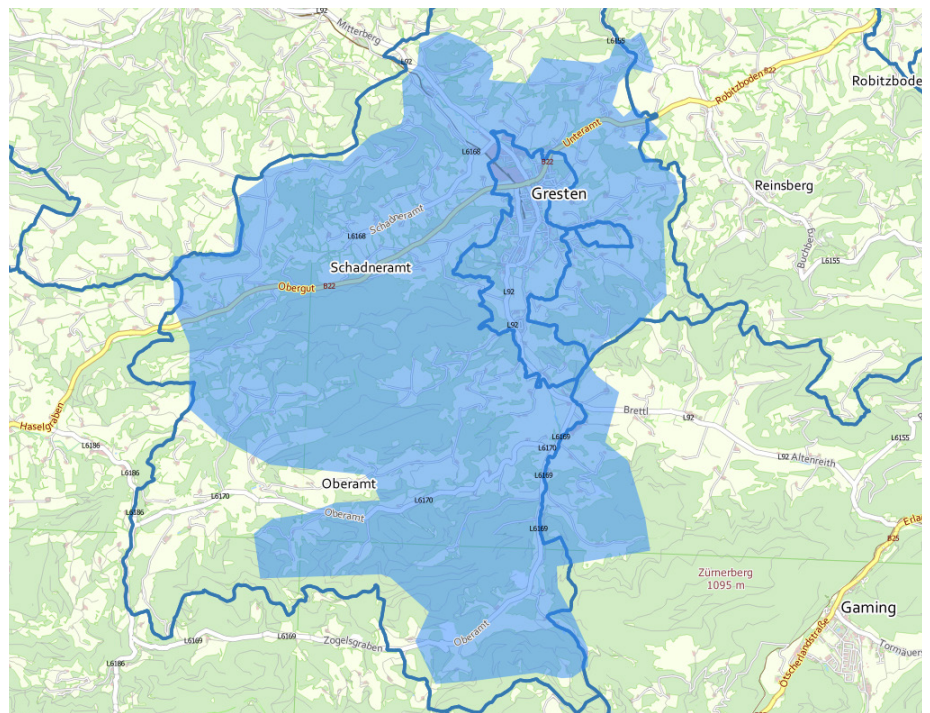 L92
Mitterberg
L6155
L92
Robitzboden B22
Robitzbode
Unteramt
L6168
B22
Reinsberg
Gresten
Schadneramt
L6168
Buchberg
L6155
Schadneramt
L92
Obergut B22
L92
Haselgraben
Brettl
L92
L6155
L6186
L6169
L6170
L92 Altenreith
L6186
L6169
Oberamt
L6170
L6170
L6186
Oberamt
Erla
L6169
B25
Zürnerberg
1095 m
Gaming
Ötscherlandstraße
Oberamt
L6169
Zogelsgraben
L6169
L6186
Tormäuen